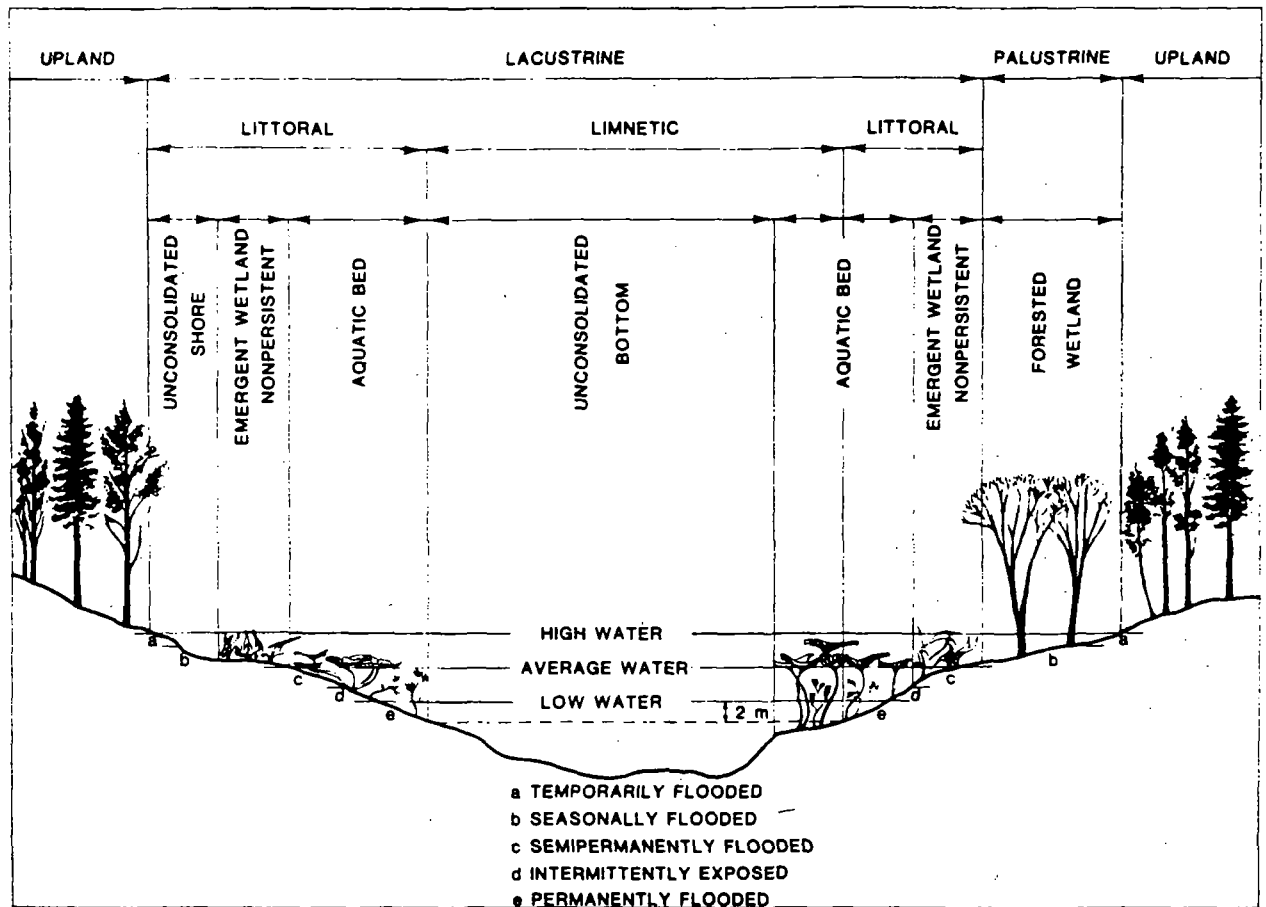 UPLAND LACUSTRINE PALUSTRINE UPLAND
LITTORAL LIMNETIC LITTORAL
UNCONSOLIDATED
SHORE
EMERGENT WETLAND
NONPERSISTENT
AQUATIC BED
UNCONSOLIDATED
BOTTOM
AQUATIC BED
EMERGENT WETLAND
NONPERSISTENT
FORESTED
WETLAND
HIGH WATER
AVERAGE WATER
LOW WATER
2 m
a
b
c
d
e
e
d
c
b
a
a TEMPORARILY FLOODED
b SEASONALLY FLOODED
c SEMIPERMANENTLY FLOODED
d INTERMITTENTLY EXPOSED
e PERMANENTLY FLOODED